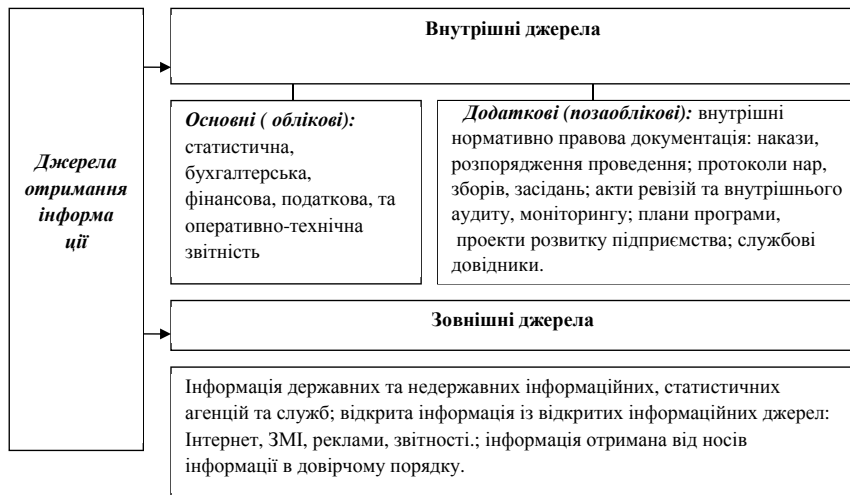 Джерела
отримання
інформа
ції
Внутрішні джерела
Основні ( облікові):
статистична,
бухгалтерська,
фінансова, податкова, та
оперативно-технічна
звітність
Додаткові (позаоблікові): внутрішні
нормативно правова документація: накази,
розпорядження проведення; протоколи нар,
зборів, засідань; акти ревізій та внутрішнього
аудиту, моніторингу; плани програми,
проекти розвитку підприємства; службові
довідники.
Зовнішні джерела
Інформація державних та недержавних інформаційних, статистичних
агенцій та служб; відкрита інформація із відкритих інформаційних джерел:
Інтернет, ЗМІ, реклами, звітності.; інформація отримана від носів
інформації в довірчому порядку.